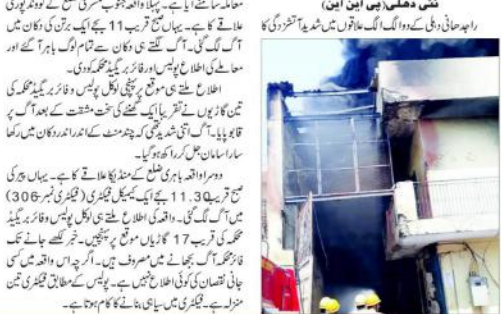 نئی دهلی (پی این این)
راجدھانی دہلی کے دو الگ الگ علاقوں میں شدید آتشزدگی کا
معاملہ سامنے آیا ہے۔ پہلا واقعہ جنوب مشرقی ضلع کے گووند پوری
علاقے کا ہے۔ یہاں صبح قریب 11 بجے ایک برتن کی دکان میں
آگ لگ گئی۔ آگ لگتے ہی دکان سے تمام لوگ باہر آ گئے اور
معاملے کی اطلاع پولیس اور فائر بریگیڈ محکمہ کو دی۔
اطلاع ملتے ہی موقع پر پہنچی لوکل پولیس و فائر بریگیڈ محکمہ کی
تین گاڑیوں نے تقریباً ایک گھنٹے کی سخت مشقت کے بعد آگ پر
قابو پایا۔ آگ اتنی شدید تھی کہ چند منٹ کے اندر اندر دکان میں رکھا
سارا سامان جل کر راکھ ہو گیا۔
دوسرا واقعہ باہری ضلع کے منڈیکا علاقے کا ہے۔ یہاں پیر کی
صبح قریب 11.30 بجے ایک کیمیکل فیکٹری (فیکٹری نمبر-306)
میں آگ لگ گئی۔ واقعہ کی اطلاع ملتے ہی لوکل پولیس و فائر بریگیڈ
محکمہ کی قریب 17 گاڑیاں موقع پر پہنچیں۔ خبر لکھے جانے تک
فائر محکمہ آگ بجھانے میں مصروف ہیں۔ اگرچہ اس واقعہ میں کسی
جانی نقصان کی کوئی اطلاع نہیں ہے۔ پولیس کے مطابق فیکٹری تین
منزلہ ہے۔ فیکٹری میں سیاہی بنانے کا کام ہوتا ہے۔